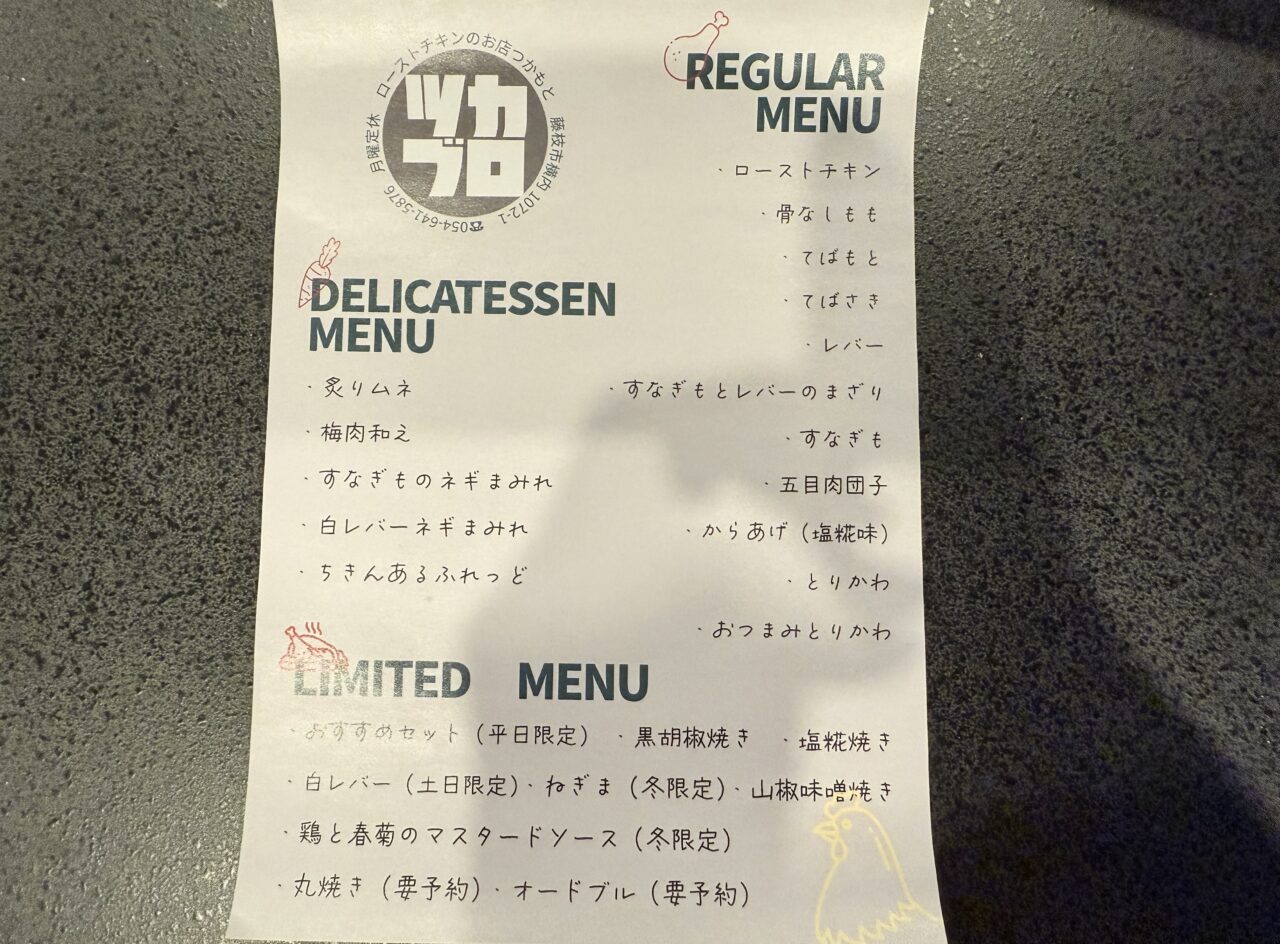 ローストチキンのお店つかもと
藤枝市横内1072-1
☎054-641-5876
月曜定休
ツカ
ブロ
REGULAR
MENU
・ローストチキン
・骨なしもも
・てばもと
・てばさき
・レバー
・すなぎもとレバーのまざり
・すなぎも
・五目肉団子
・からあげ（塩糀味）
・とりかわ
・おつまみとりかわ
DELICATESSEN
MENU
・炙りムネ
・梅肉和え
・すなぎものネギまみれ
・白レバーネギまみれ
・ちきんあるふれっど
LIMITED MENU
・おすすめセット（平日限定） ・黒胡椒焼き ・塩糀焼き
・白レバー（土日限定）・ねぎま（冬限定）・山椒味噌焼き
・鶏と春菊のマスタードソース（冬限定）
・丸焼き（要予約）・オードブル（要予約）